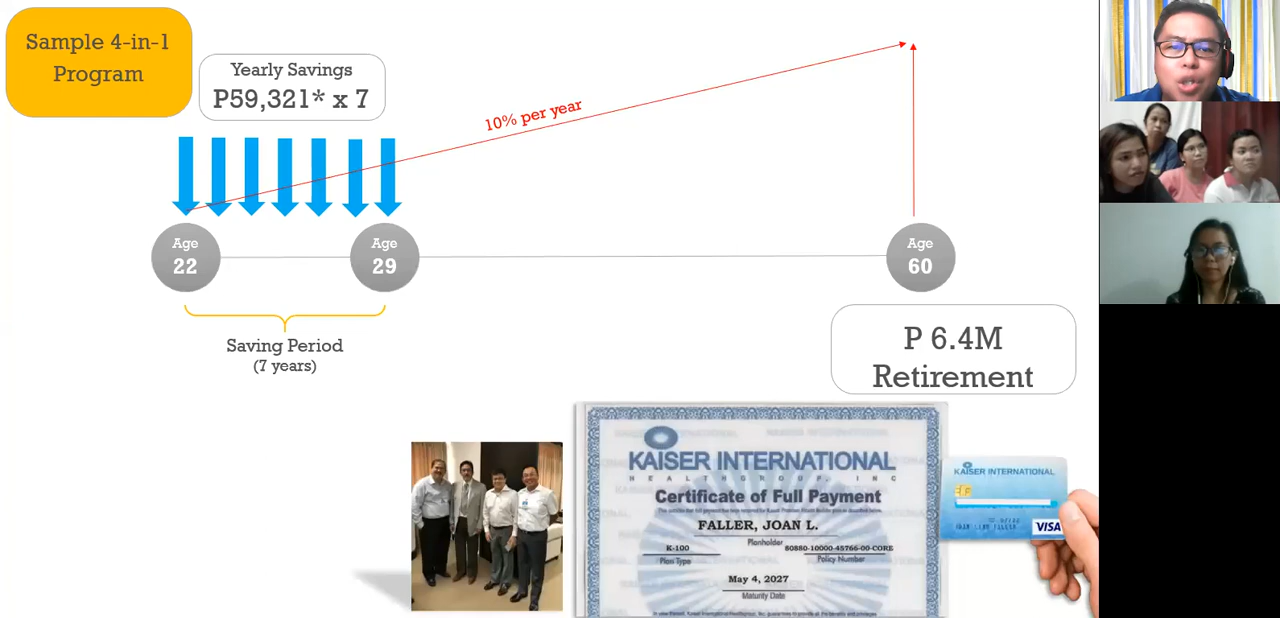 Sample 4-in-1
Program
Yearly Savings
P59,321* x 7
10% per year
Age
22
Age
29
Age
60
Saving Period
(7 years)
P 6.4M
Retirement
KAISER INTERNATIONAL
HEALTHGROUP, INC
Certificate of Full Payment
FALLER, JOAN L.
Planholder
K-100
60880-10000-45766-00-CORE
Plan Type
Policy Number
May 4, 2027
Maturity Date
KAISER INTERNATIONAL
VISA